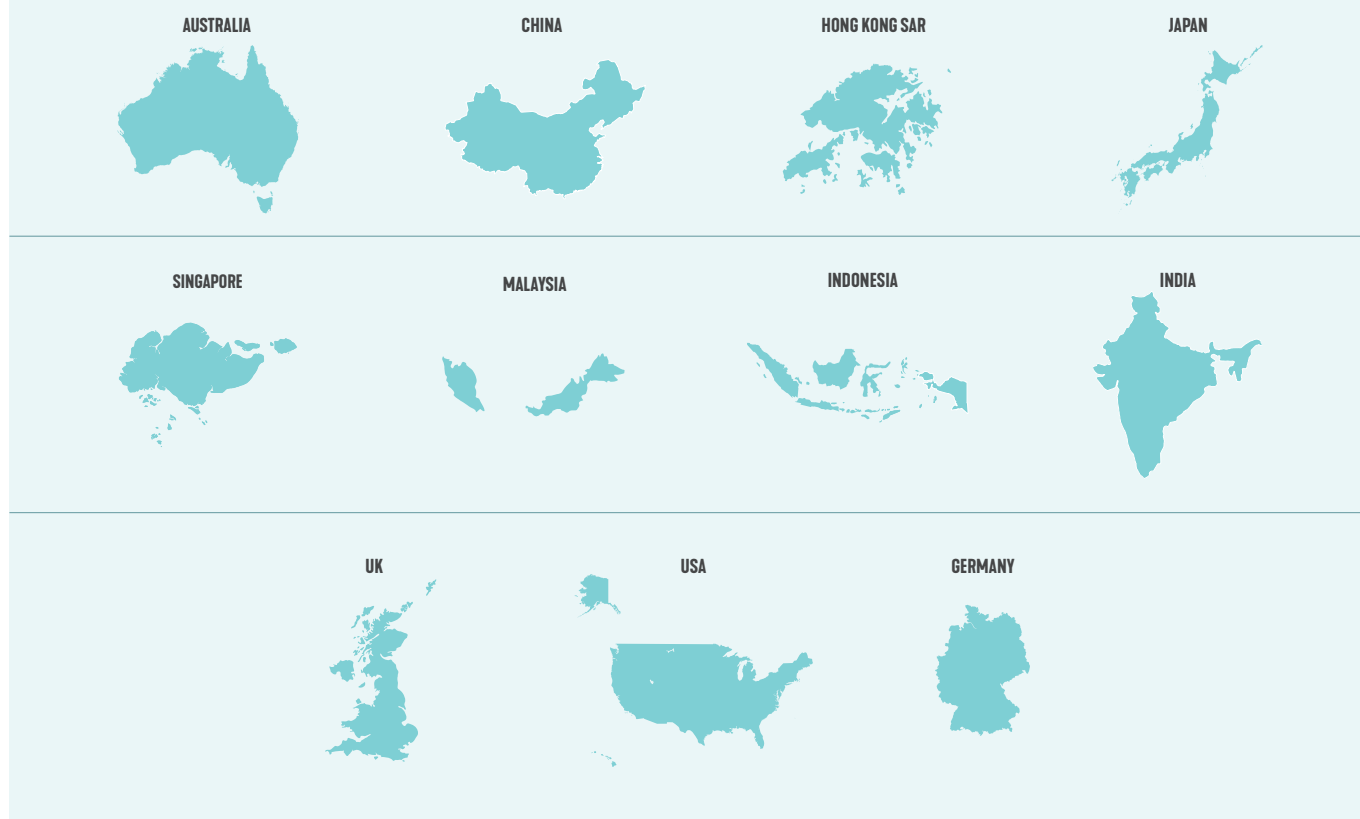 AUSTRALIA
CHINA
HONG KONG SAR
JAPAN
SINGAPORE
MALAYSIA
INDONESIA
INDIA
UK
USA
GERMANY